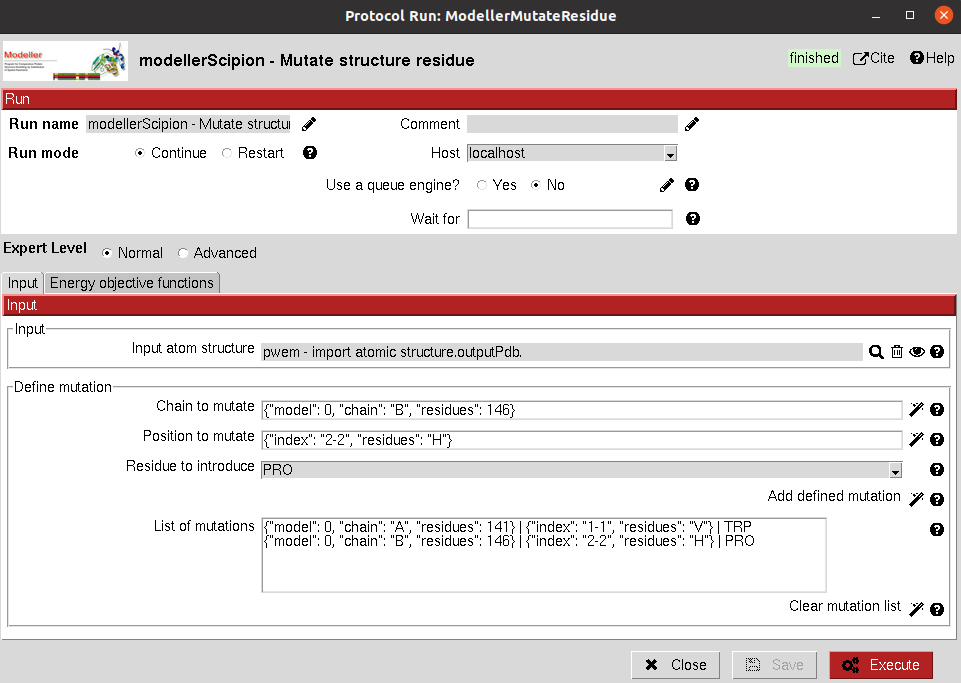 Protocol Run: ModellerMutateResidue
Modeller
modellerScipion - Mutate structure residue
finished Cite Help
Run
Run name modellerScipion - Mutate structu Comment
Run mode Continue Restart Host localhost
Use a queue engine? Yes No
Wait for
Expert Level Normal Advanced
Input Energy objective functions
Input
Input
Input atom structure pwem - import atomic structure.outputPdb.
Define mutation
Chain to mutate {"model": 0, "chain": "B", "residues": 146}
Position to mutate {"index": "2-2", "residues": "H"}
Residue to introduce PRO
Add defined mutation
List of mutations {"model": 0, "chain": "A", "residues": 141} | {"index": "1-1", "residues": "V"} | TRP
{"model": 0, "chain": "B", "residues": 146} | {"index": "2-2", "residues": "H"} | PRO
Clear mutation list
Close Save Execute